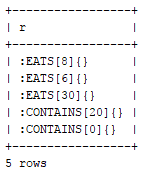 +-----------------+
| r               |
+-----------------+
| :EATS[8]{}      |
| :EATS[6]{}      |
| :EATS[30]{}     |
| :CONTAINS[20]{} |
| :CONTAINS[0]{}  |
+-----------------+
5 rows